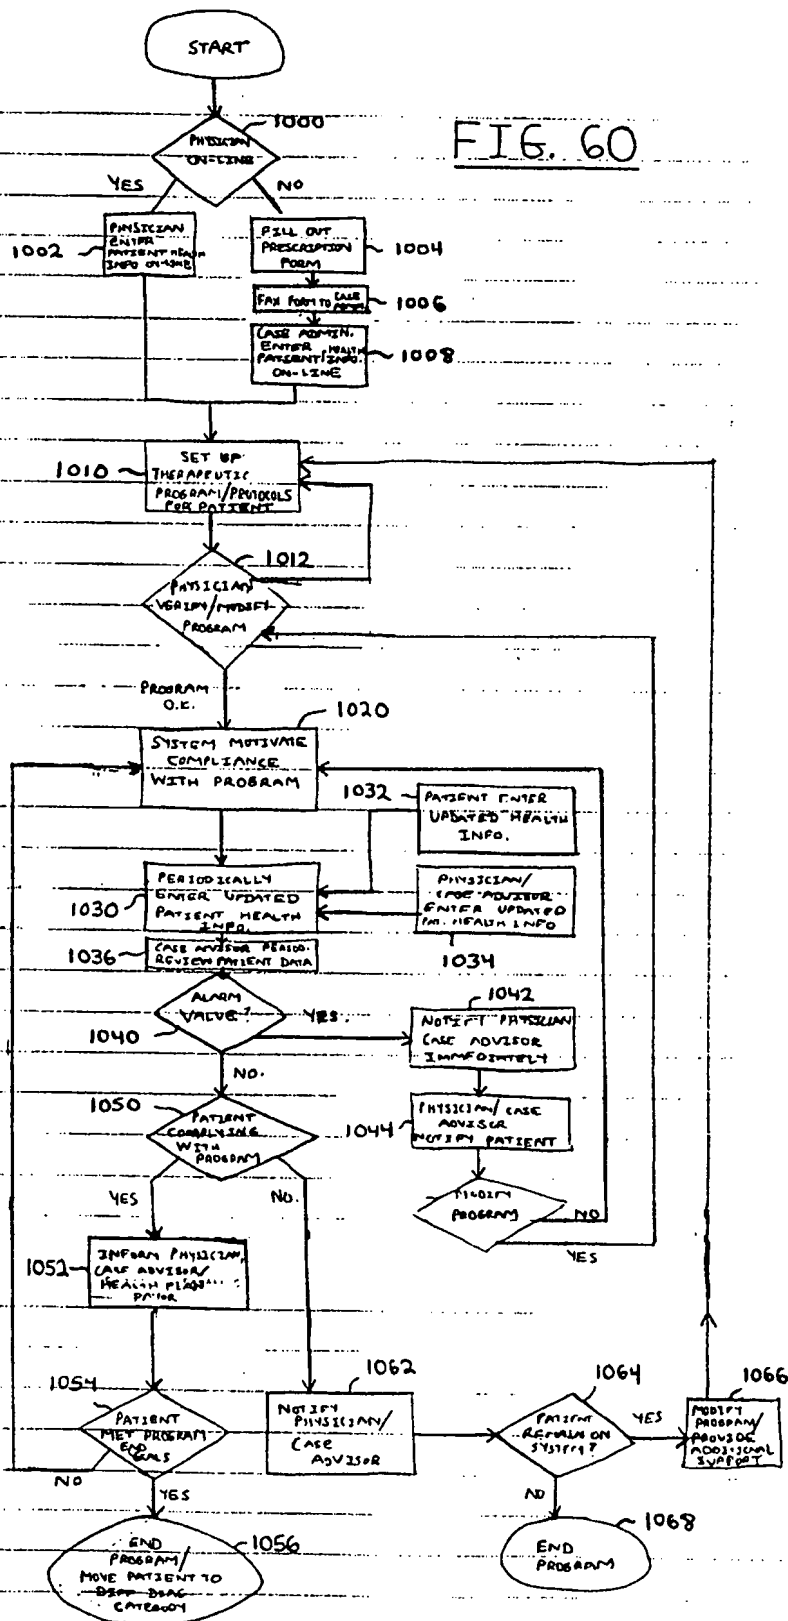 START
FIG. 60
1000
PHYSICIAN
ON-LINE
YES
NO
1002
PHYSICIAN
ENTER
PATIENT HEALTH
INFO ON-LINE
FILL OUT
PRESCRIPTION
FORM
1004
FAX FORM TO CASE
1006
CASE ADMIN.
ENTER
PATIENT HEALTH
INFO.
ON-LINE
1008
1010
SET UP
THERAPEUTIC
PROGRAM/PROTOCOLS
FOR PATIENT
1012
PHYSICIAN
VERIFY/MODIFY
PROGRAM
PROGRAM
O.K.
1020
SYSTEM MOTIVATE
COMPLIANCE
WITH PROGRAM
1032
PATIENT ENTER
UPDATED HEALTH
INFO.
1030
PERIODICALLY
ENTER UPDATED
PATIENT HEALTH
INFO.
PHYSICIAN/
CASE ADVISOR
ENTER UPDATED
PAT. HEALTH INFO
1034
1036
CASE ADVISOR PERIOD.
REVIEW PATIENT DATA
ALARM
VALUE?
1040
YES.
NO.
1042
NOTIFY PHYSICIAN
CASE ADVISOR
IMMEDIATELY
1044
PHYSICIAN/CASE
ADVISOR
NOTIFY PATIENT
MODIFY
PROGRAM
NO
YES
1050
PATIENT
COMPLYING
WITH
PROGRAM
YES
NO.
1052
INFORM PHYSICIAN,
CASE ADVISOR/
HEALTH PLAN
PAYOR
1054
PATIENT
MET PROGRAM
END
GOALS
NO
YES
1056
END
PROGRAM/
MOVE PATIENT TO
DIFF DIAG
CATEGORY
1062
NOTIFY
PHYSICIAN/
CASE
ADVISOR
1064
PATIENT
REMAIN ON
SYSTEM?
YES
NO
1066
MODIFY
PROGRAM/
PROVIDE
ADDITIONAL
SUPPORT
1068
END
PROGRAM